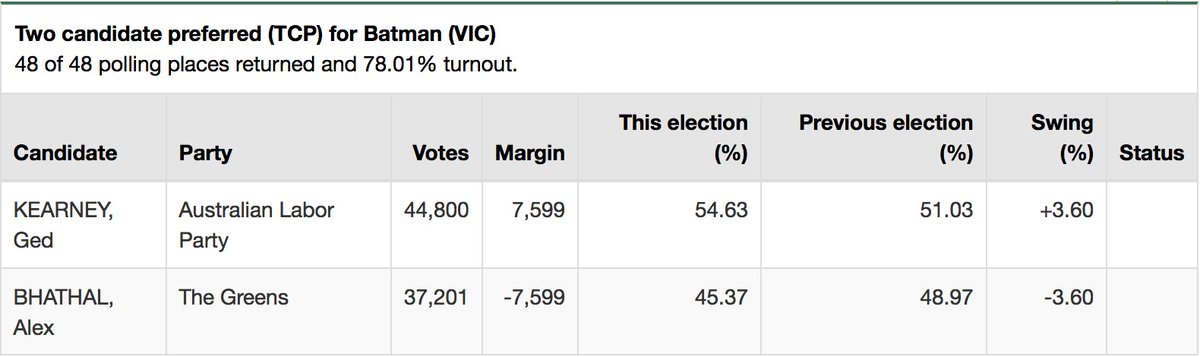 Two candidate preferred (TCP) for Batman (VIC)
48 of 48 polling places returned and 78.01% turnout.
Candidate Party Votes Margin This election (%) Previous election (%) Swing (%) Status
KEARNEY, Ged Australian Labor Party 44,800 7,599 54.63 51.03 +3.60
BHATHAL, Alex The Greens 37,201 -7,599 45.37 48.97 -3.60